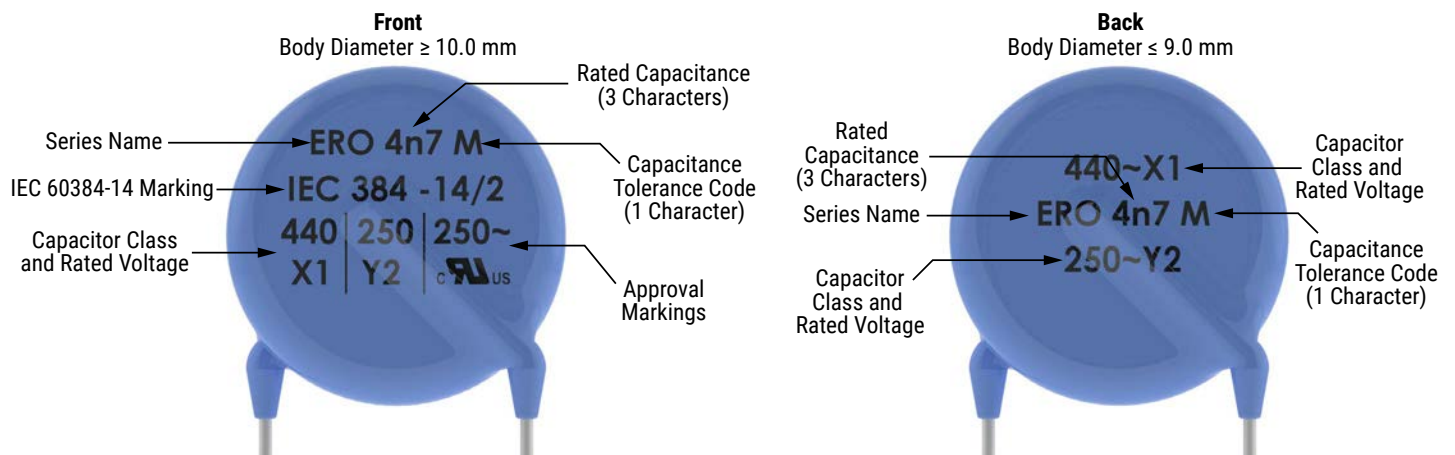 Front
Body Diameter ≥ 10.0 mm
Rated Capacitance
(3 Characters)
Series Name
ERO 4n7 M
Capacitance
Tolerance Code
(1 Character)
IEC 60384-14 Marking
IEC 384 -14/2
Capacitor Class
and Rated Voltage
440 250 250~
X1 Y2 c RU US
Approval
Markings
Back
Body Diameter ≤ 9.0 mm
Rated
Capacitance
(3 Characters)
440~X1
Capacitor
Class and
Rated Voltage
Series Name
ERO 4n7 M
250~Y2
Capacitor
Class and
Rated Voltage
Capacitance
Tolerance Code
(1 Character)